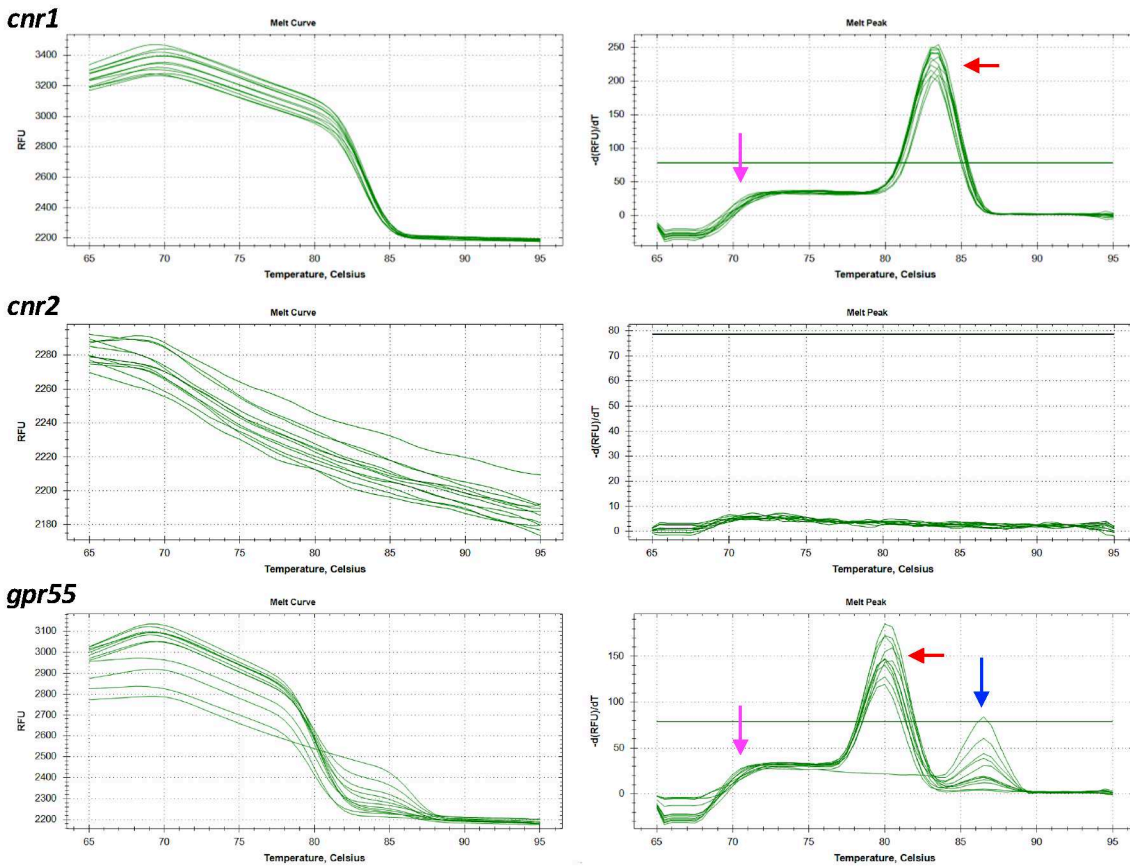 cnr1
Melt Curve
3400
3200
3000
2800
2600
2400
2200
RFU
65 70 75 80 85 90 95
Temperature, Celsius
Melt Peak
250
200
150
100
50
0
-d(RFU)/dT
65 70 75 80 85 90 95
Temperature, Celsius
cnr2
Melt Curve
2280
2260
2240
2220
2200
2180
RFU
65 70 75 80 85 90 95
Temperature, Celsius
Melt Peak
80
70
60
50
40
30
20
10
0
-d(RFU)/dT
65 70 75 80 85 90 95
Temperature, Celsius
gpr55
Melt Curve
3100
3000
2900
2800
2700
2600
2500
2400
2300
2200
RFU
65 70 75 80 85 90 95
Temperature, Celsius
Melt Peak
150
100
50
0
-d(RFU)/dT
65 70 75 80 85 90 95
Temperature, Celsius